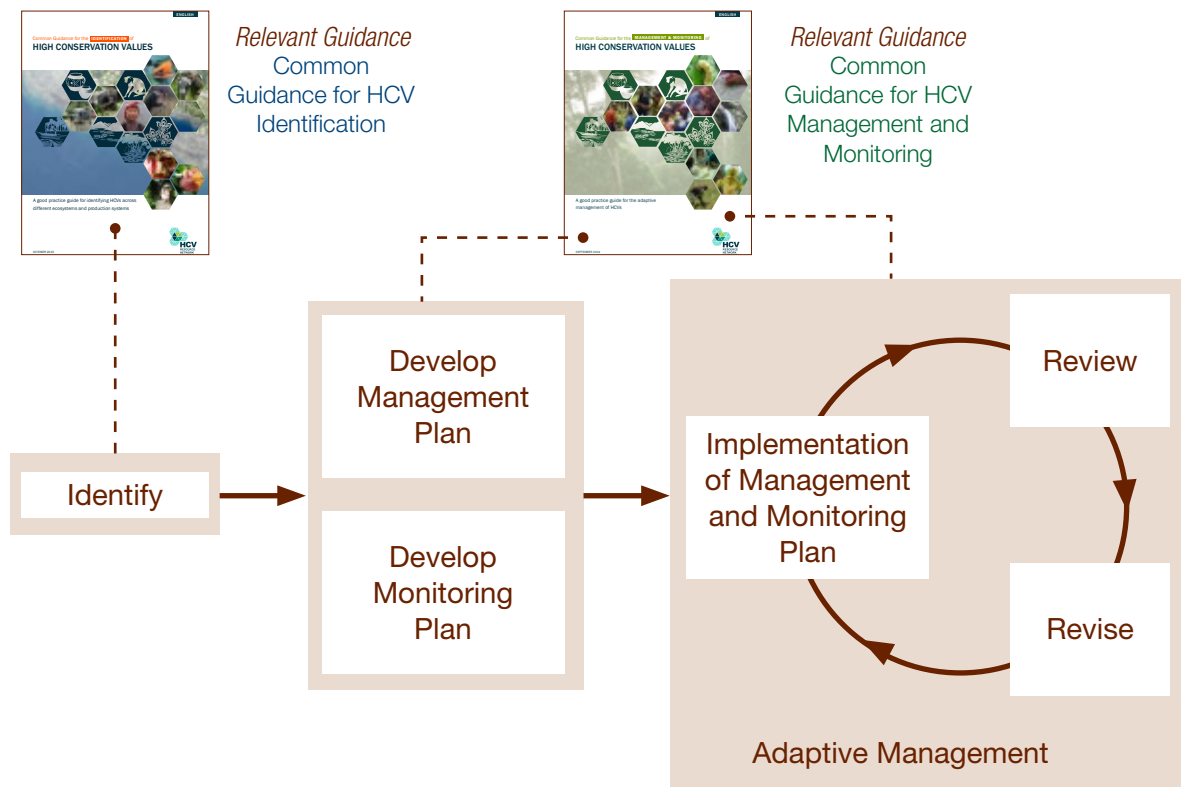 ENGLISH
Common Guidance for the IDENTIFICATION of
HIGH CONSERVATION VALUES
A good practice guide for identifying HCVs across
different ecosystems and production systems
HCV
RESOURCE
NETWORK
Relevant Guidance
Common
Guidance for HCV
Identification
ENGLISH
Common Guidance for the MANAGEMENT & MONITORING of
HIGH CONSERVATION VALUES
A good practice guide for the adaptive
management of HCVs
HCV
RESOURCE
NETWORK
Relevant Guidance
Common
Guidance for HCV
Management and
Monitoring
Identify
Develop
Management
Plan
Develop
Monitoring
Plan
Implementation
of Management
and Monitoring
Plan
Review
Revise
Adaptive Management